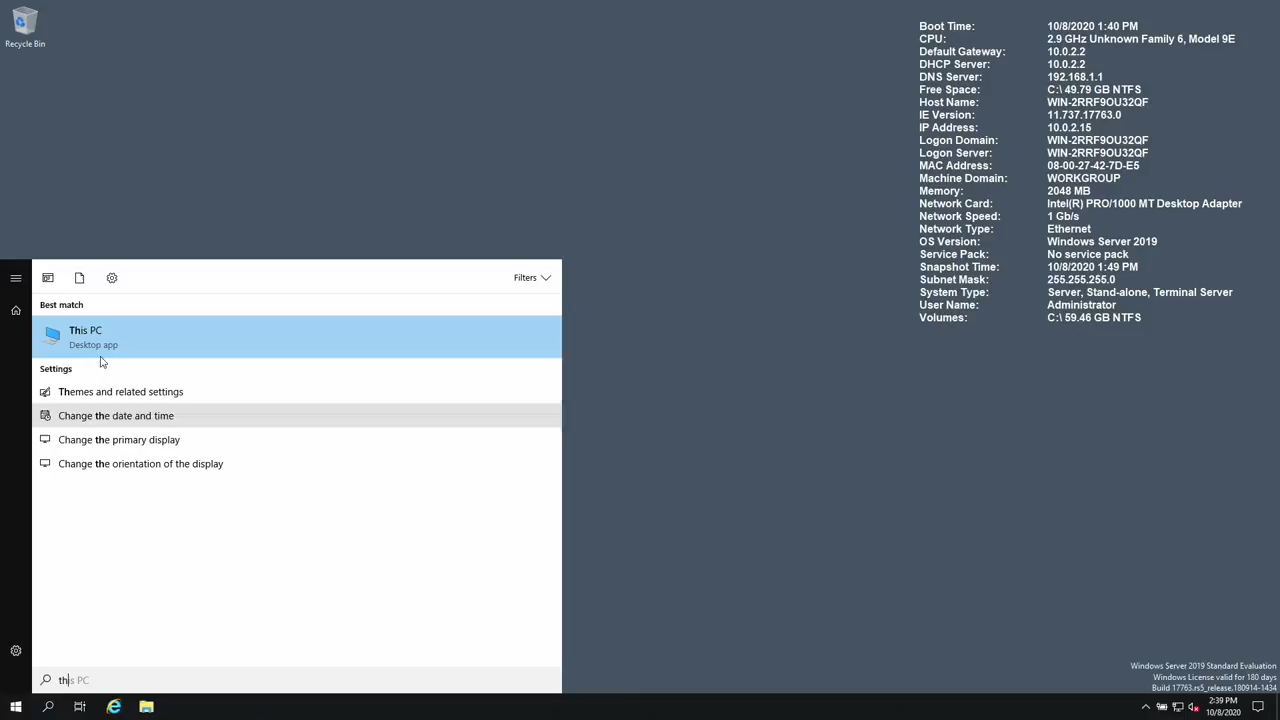 Recycle Bin
Boot Time: 10/8/2020 1:40 PM
CPU: 2.9 GHz Unknown Family 6, Model 9E
Default Gateway: 10.0.2.2
DHCP Server: 10.0.2.2
DNS Server: 192.168.1.1
Free Space: C:\ 49.79 GB NTFS
Host Name: WIN-2RRF9OU32QF
IE Version: 11.737.17763.0
IP Address: 10.0.2.15
Logon Domain: WIN-2RRF9OU32QF
Logon Server: WIN-2RRF9OU32QF
MAC Address: 08-00-27-42-7D-E5
Machine Domain: WORKGROUP
Memory: 2048 MB
Network Card: Intel(R) PRO/1000 MT Desktop Adapter
Network Speed: 1 Gb/s
Network Type: Ethernet
OS Version: Windows Server 2019
Service Pack: No service pack
Snapshot Time: 10/8/2020 1:49 PM
Subnet Mask: 255.255.255.0
System Type: Server, Stand-alone, Terminal Server
User Name: Administrator
Volumes: C:\ 59.46 GB NTFS
Filters
Best match
This PC
Desktop app
Settings
Themes and related settings
Change the date and time
Change the primary display
Change the orientation of the display
this PC
Windows Server 2019 Standard Evaluation
Windows License valid for 180 days
Build 17763.rs5_release.180914-1434
2:39 PM
10/8/2020